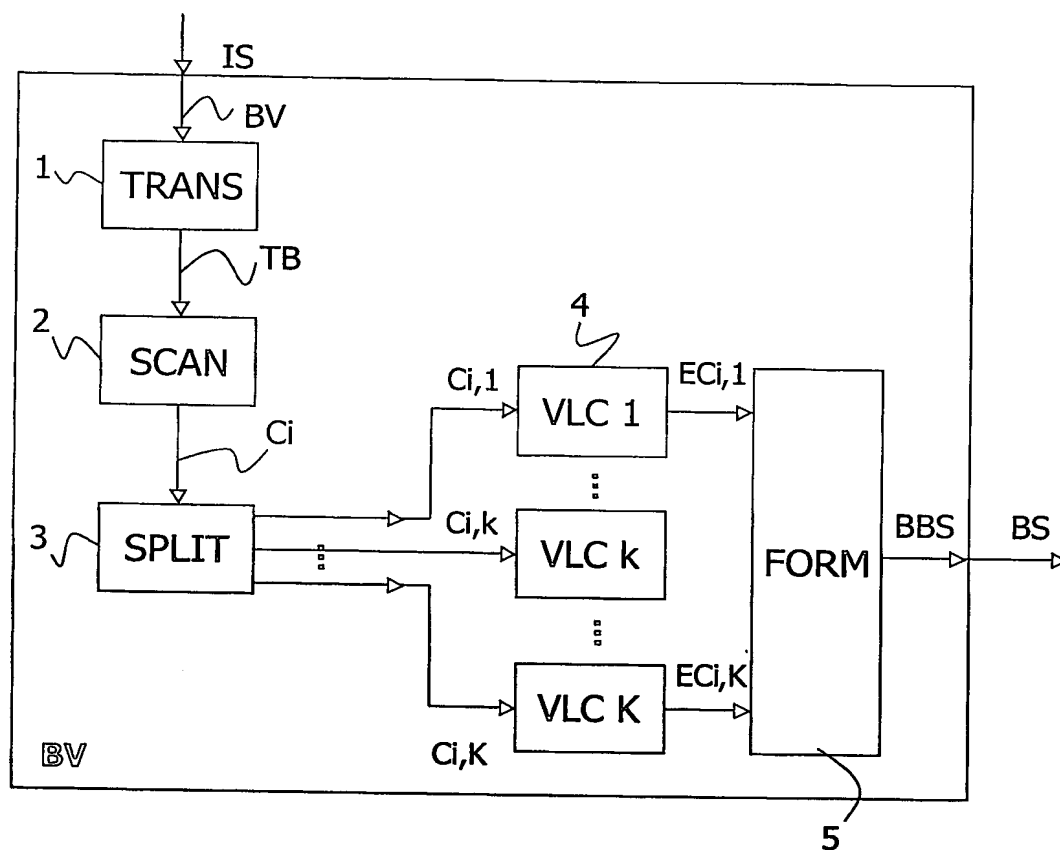 IS
BV
1
TRANS
TB
2
SCAN
4
Ci,1
VLC 1
ECi,1
Ci
3
SPLIT
Ci,k
VLC k
FORM
BBS
BS
VLC K
ECi,K
Ci,K
BV
5